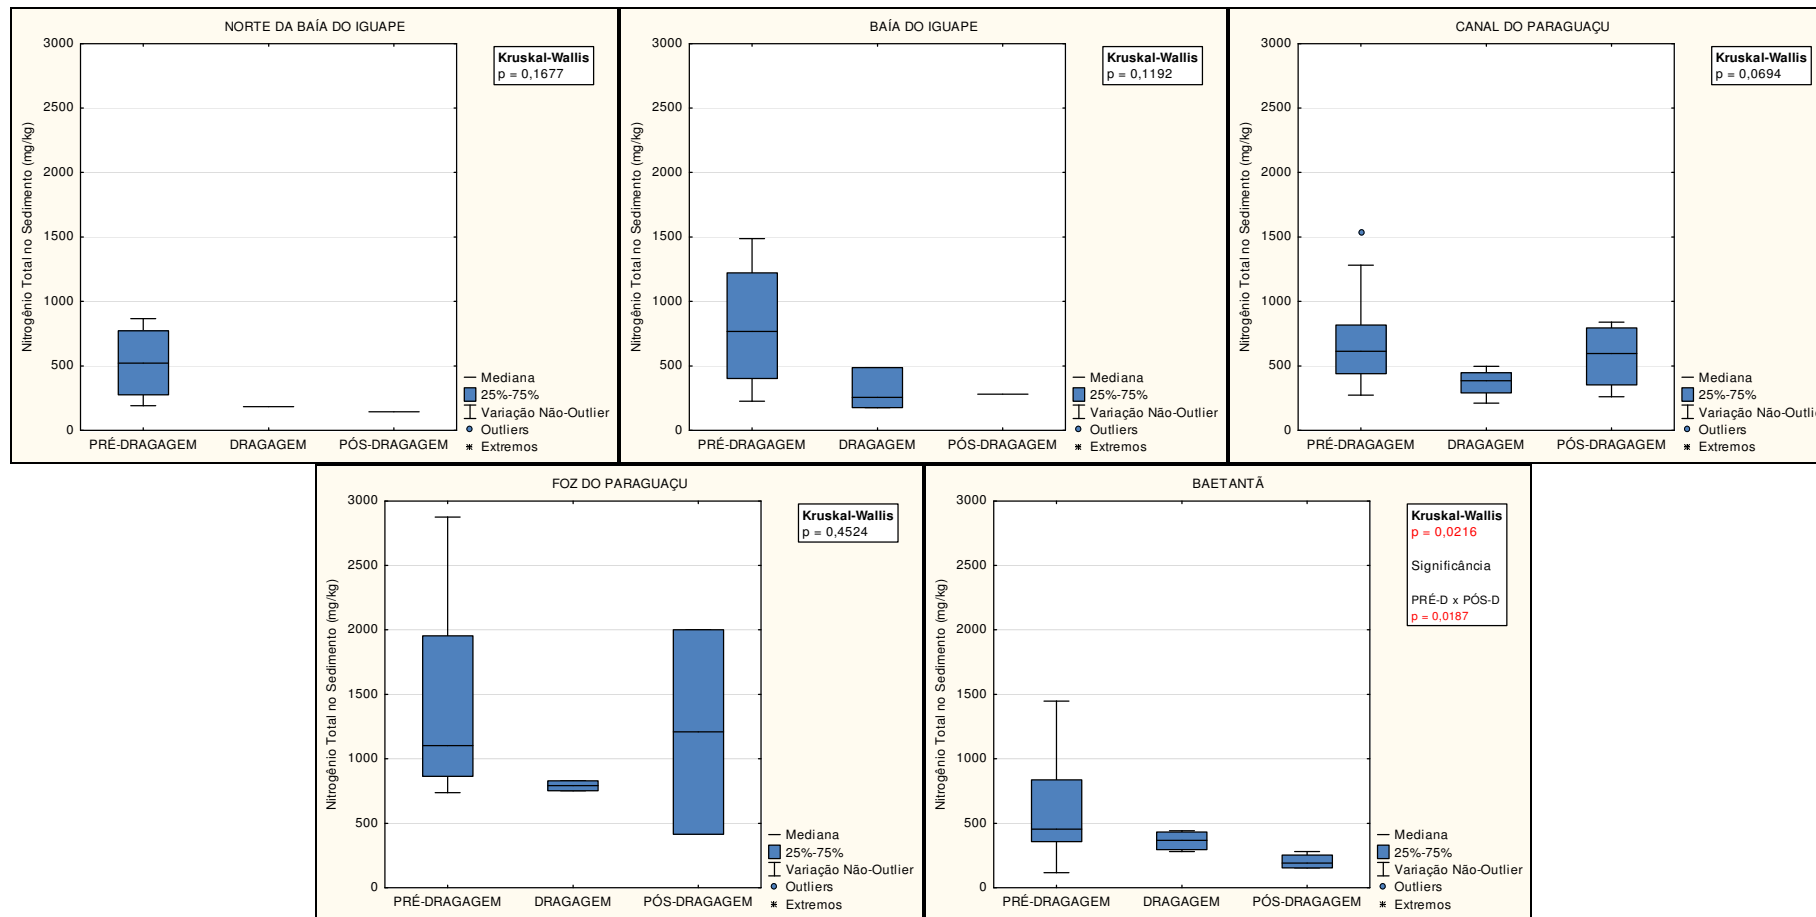 NORTE DA BAÍA DO IGUAPE
Nitrogênio Total no Sedimento (mg/kg)
3000
2500
2000
1500
1000
500
0
PRÉ-DRAGAGEM DRAGAGEM PÓS-DRAGAGEM
Kruskal-Wallis
p = 0,1677
Mediana
25%-75%
Variação Não-Outlier
Outliers
Extremos
BAÍA DO IGUAPE
Nitrogênio Total no Sedimento (mg/kg)
3000
2500
2000
1500
1000
500
0
PRÉ-DRAGAGEM DRAGAGEM PÓS-DRAGAGEM
Kruskal-Wallis
p = 0,1192
Mediana
25%-75%
Variação Não-Outlier
Outliers
Extremos
CANAL DO PARAGUAÇU
Nitrogênio Total no Sedimento (mg/kg)
3000
2500
2000
1500
1000
500
0
PRÉ-DRAGAGEM DRAGAGEM PÓS-DRAGAGEM
Kruskal-Wallis
p = 0,0694
Mediana
25%-75%
Variação Não-Outlie
Outliers
Extremos
FOZ DO PARAGUAÇU
Nitrogênio Total no Sedimento (mg/kg)
3000
2500
2000
1500
1000
500
0
PRÉ-DRAGAGEM DRAGAGEM PÓS-DRAGAGEM
Kruskal-Wallis
p = 0,4524
Mediana
25%-75%
Variação Não-Outlier
Outliers
Extremos
BAETANTÃ
Nitrogênio Total no Sedimento (mg/kg)
3000
2500
2000
1500
1000
500
0
PRÉ-DRAGAGEM DRAGAGEM PÓS-DRAGAGEM
Kruskal-Wallis
p = 0,0216
Significância
PRÉ-D x PÓS-D
p = 0,0187
Mediana
25%-75%
Variação Não-Outlier
Outliers
Extremos